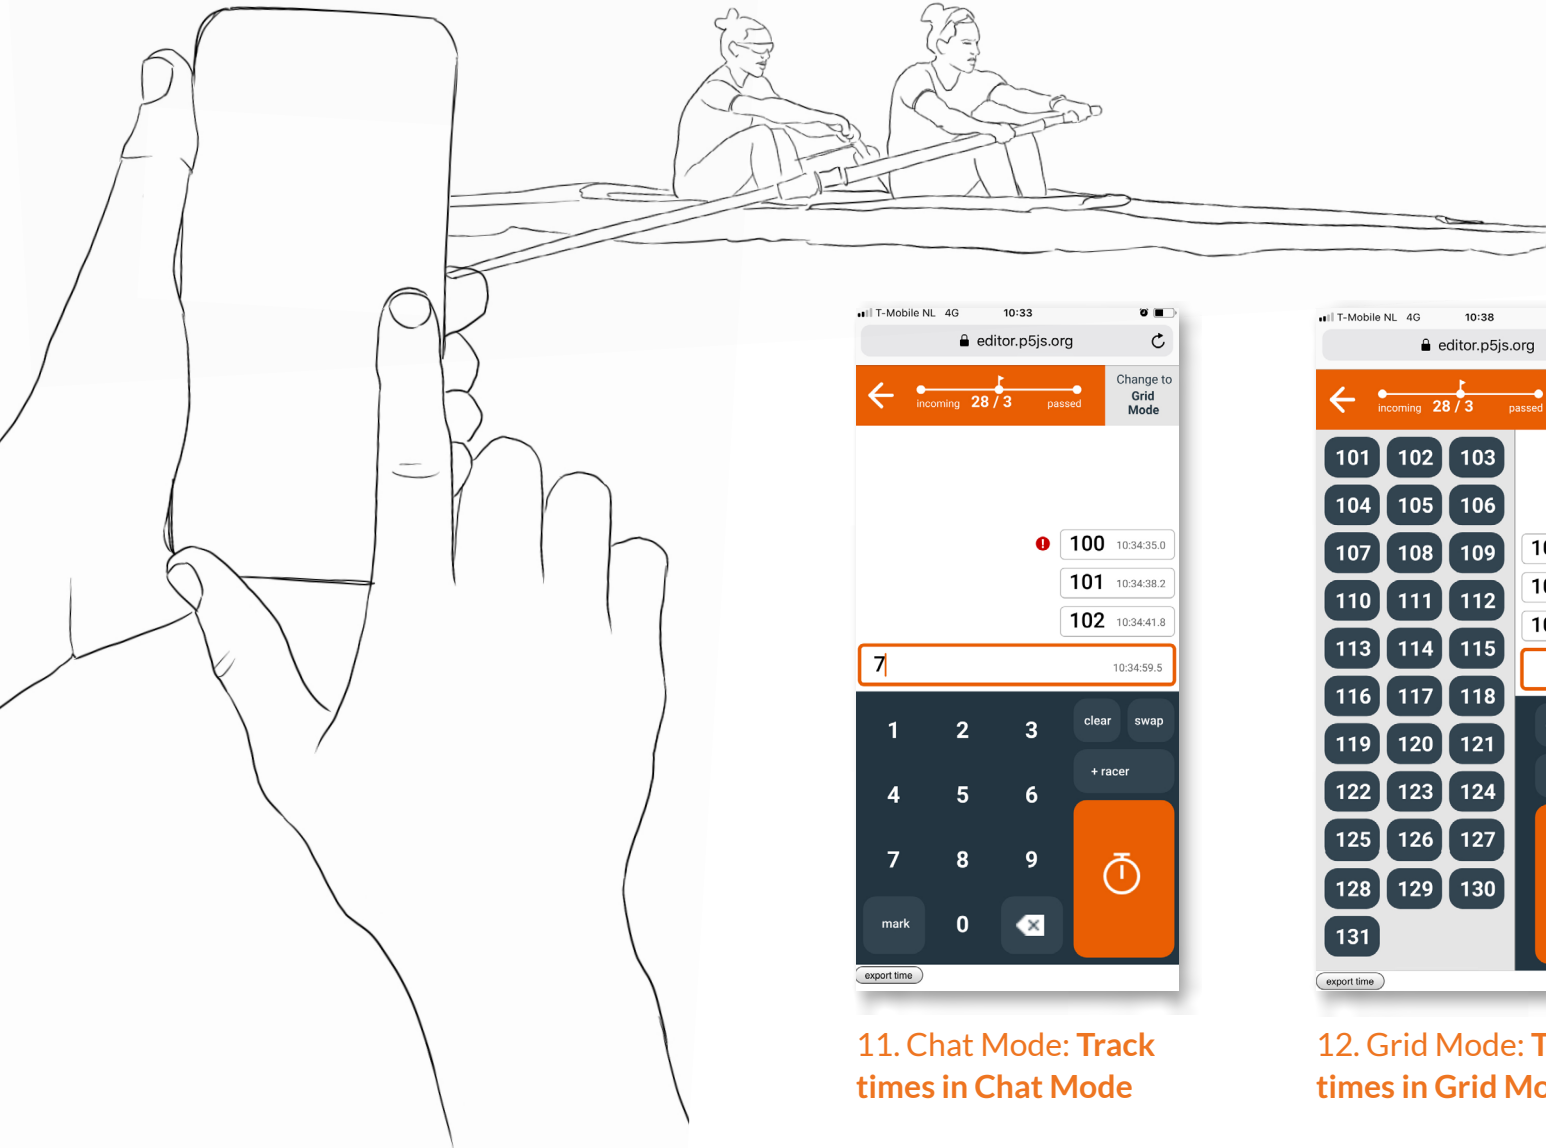 T-Mobile NL 4G 10:33
editor.p5js.org
incoming 28 / 3 passed
Change to
Grid
Mode
100 10:34:35.0
101 10:34:38.2
102 10:34:41.8
7 10:34:59.5
1 2 3 clear swap
+ racer
4 5 6
7 8 9
mark 0
export time
11. Chat Mode: Track
times in Chat Mode
T-Mobile NL 4G 10:38
editor.p5js.org
incoming 28 / 3 passed
101 102 103
104 105 106
107 108 109
110 111 112
113 114 115
116 117 118
119 120 121
122 123 124
125 126 127
128 129 130
131
export time
12. Grid Mode:
times in Grid